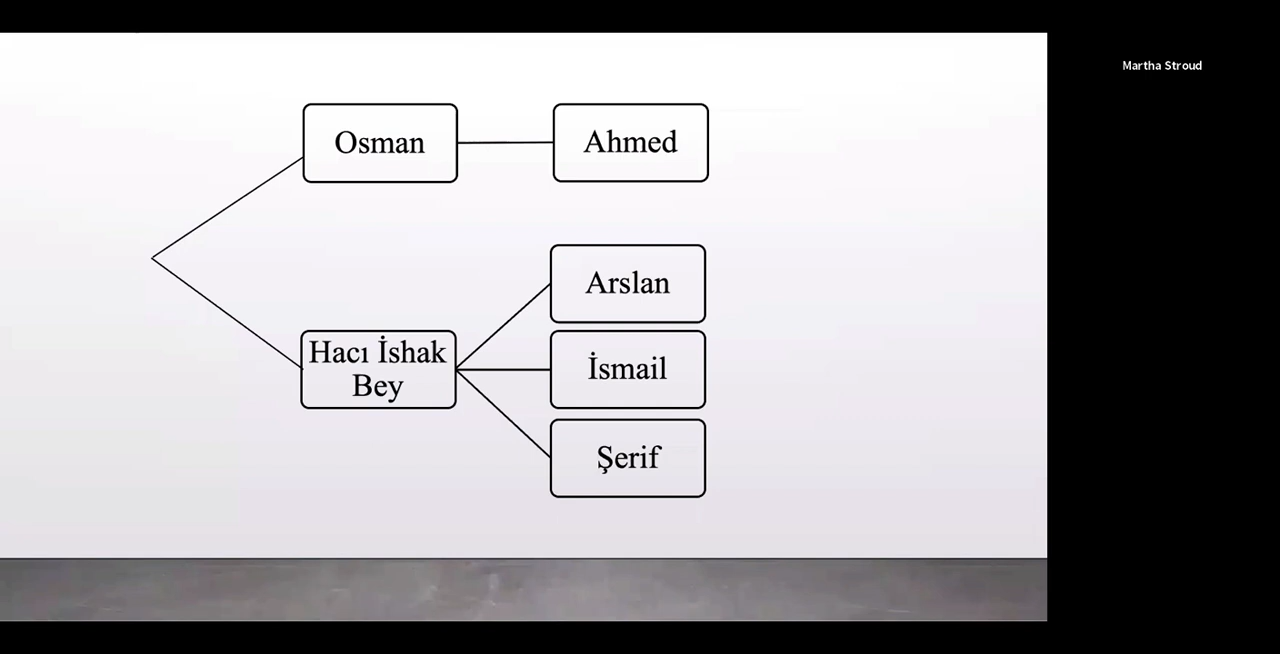 Martha Stroud
Osman
Ahmed
Arslan
Hacı İshak
Bey
İsmail
Şerif